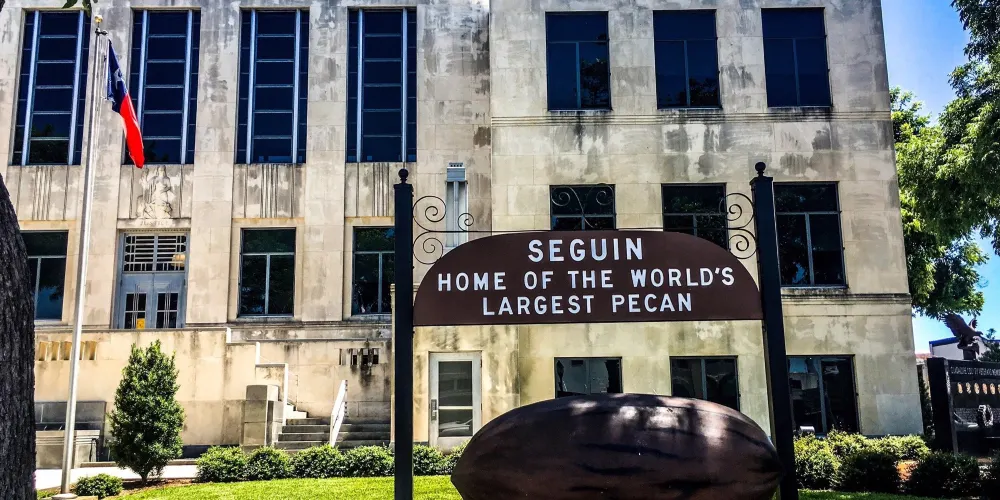 SEGUIN
HOME OF THE WORLD'S
LARGEST PECAN